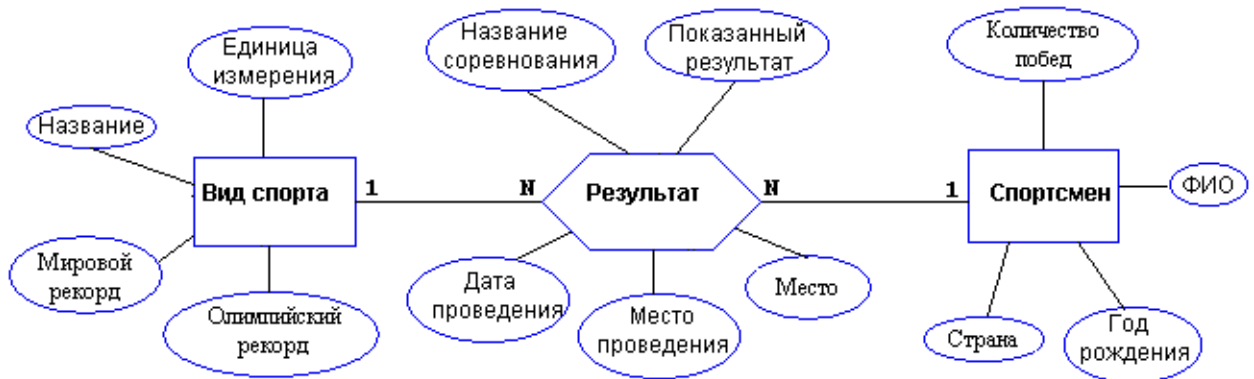 Единица
измерения
Название
соревнования
Показанный
результат
Количество
побед
Название
Вид спорта
1
N
Результат
N
1
Спортсмен
ФИО
Мировой
рекорд
Олимпийский
рекорд
Дата
проведения
Место
проведения
Место
Страна
Год
рождения